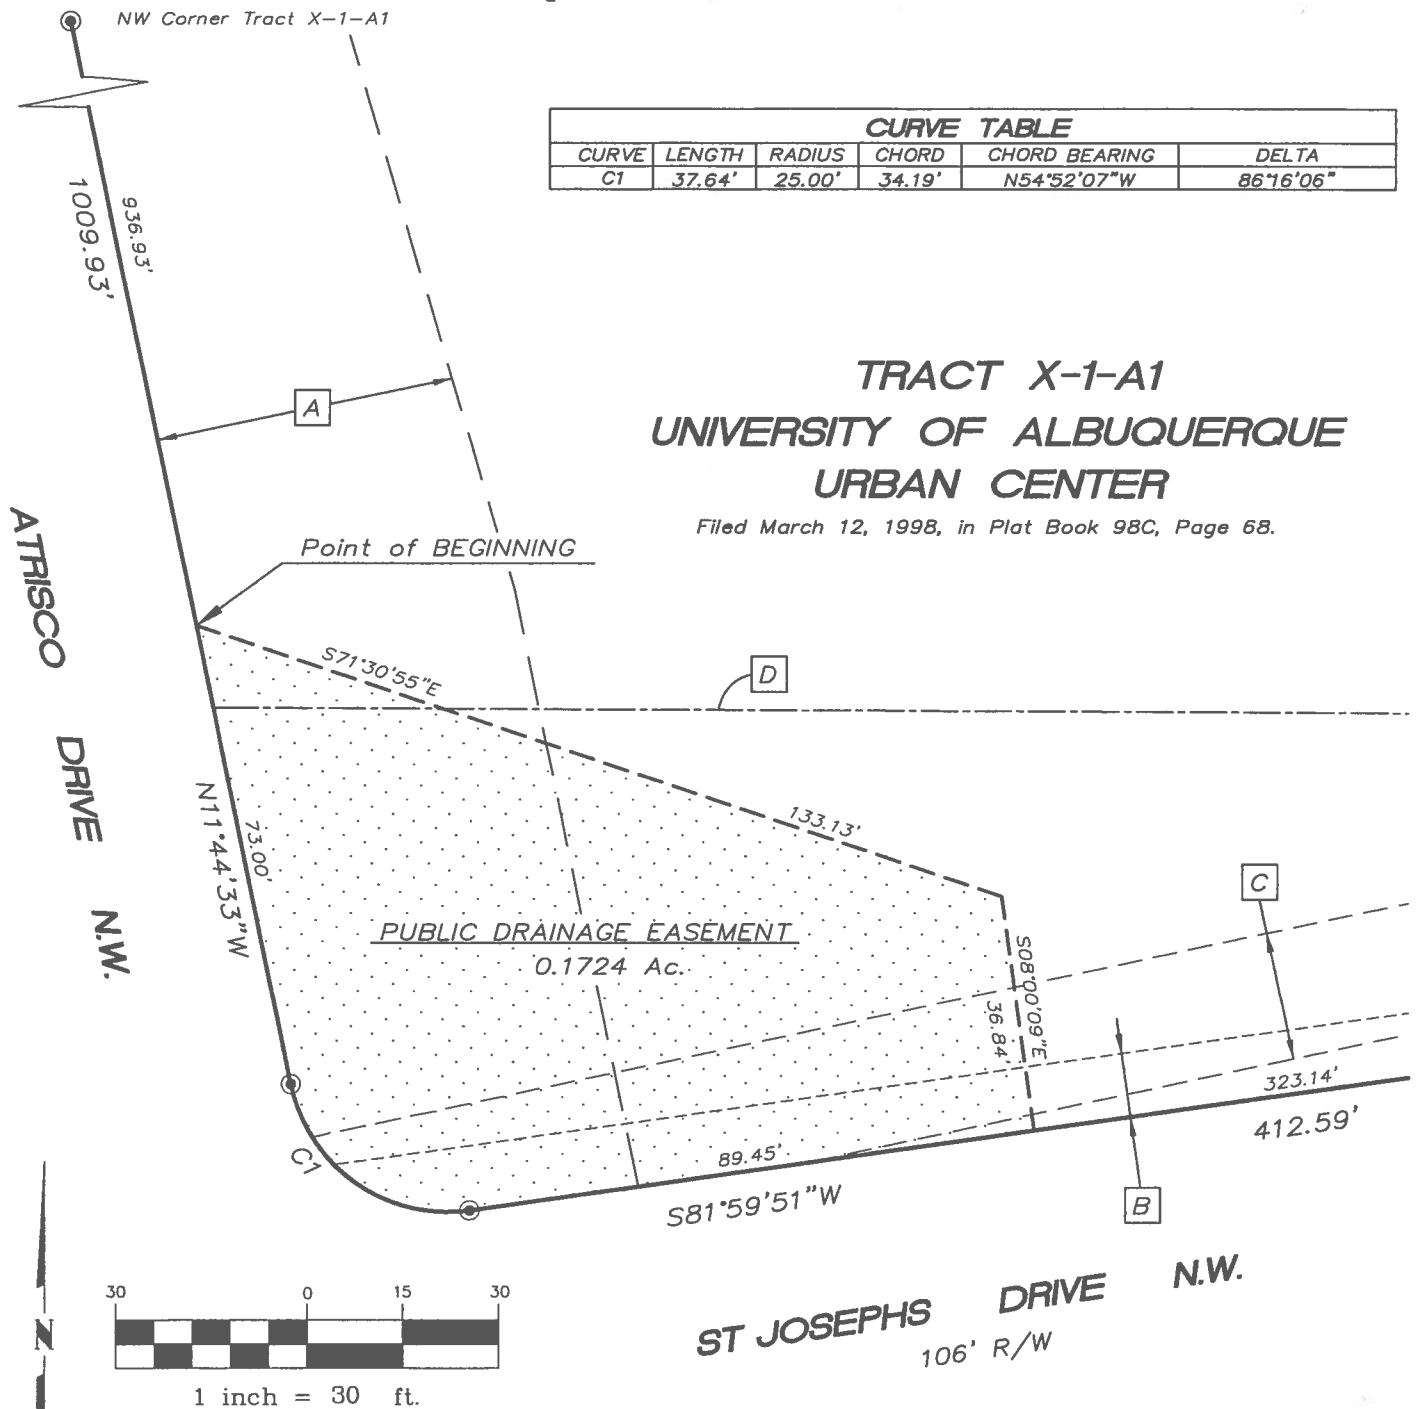 NW Corner Tract X-1-A1
CURVE TABLE
CURVE LENGTH RADIUS CHORD CHORD BEARING DELTA
C1 37.64' 25.00' 34.19' N54°52'07"W 86°16'06"
936.93'
1009.93'
A
TRACT X-1-A1
UNIVERSITY OF ALBUQUERQUE
URBAN CENTER
Filed March 12, 1998, in Plat Book 98C, Page 68.
Point of BEGINNING
ATRISCO DRIVE N.W.
S71°30'55"E
D
133.13'
73.00'
N11°44'33"W
C
PUBLIC DRAINAGE EASEMENT
0.1724 Ac.
S08°00'09"E
36.84'
323.14'
412.59'
C1
89.45'
S81°59'51"W
B
ST JOSEPHS DRIVE N.W.
106' R/W
30 0 15 30
N
1 inch = 30 ft.